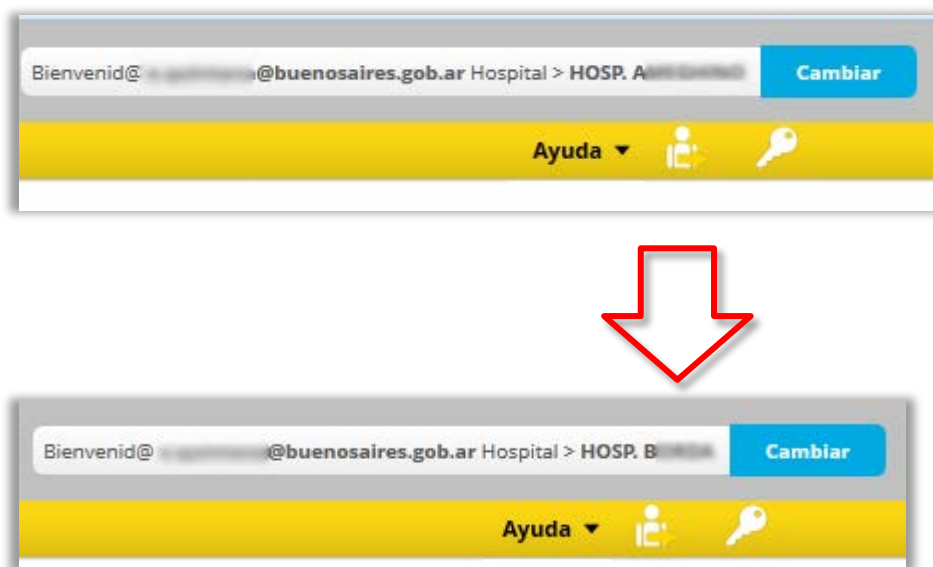 Bienvenid@ @buenosaires.gob.ar Hospital > HOSP. A Cambiar
Ayuda
Bienvenid@ @buenosaires.gob.ar Hospital > HOSP. B Cambiar
Ayuda